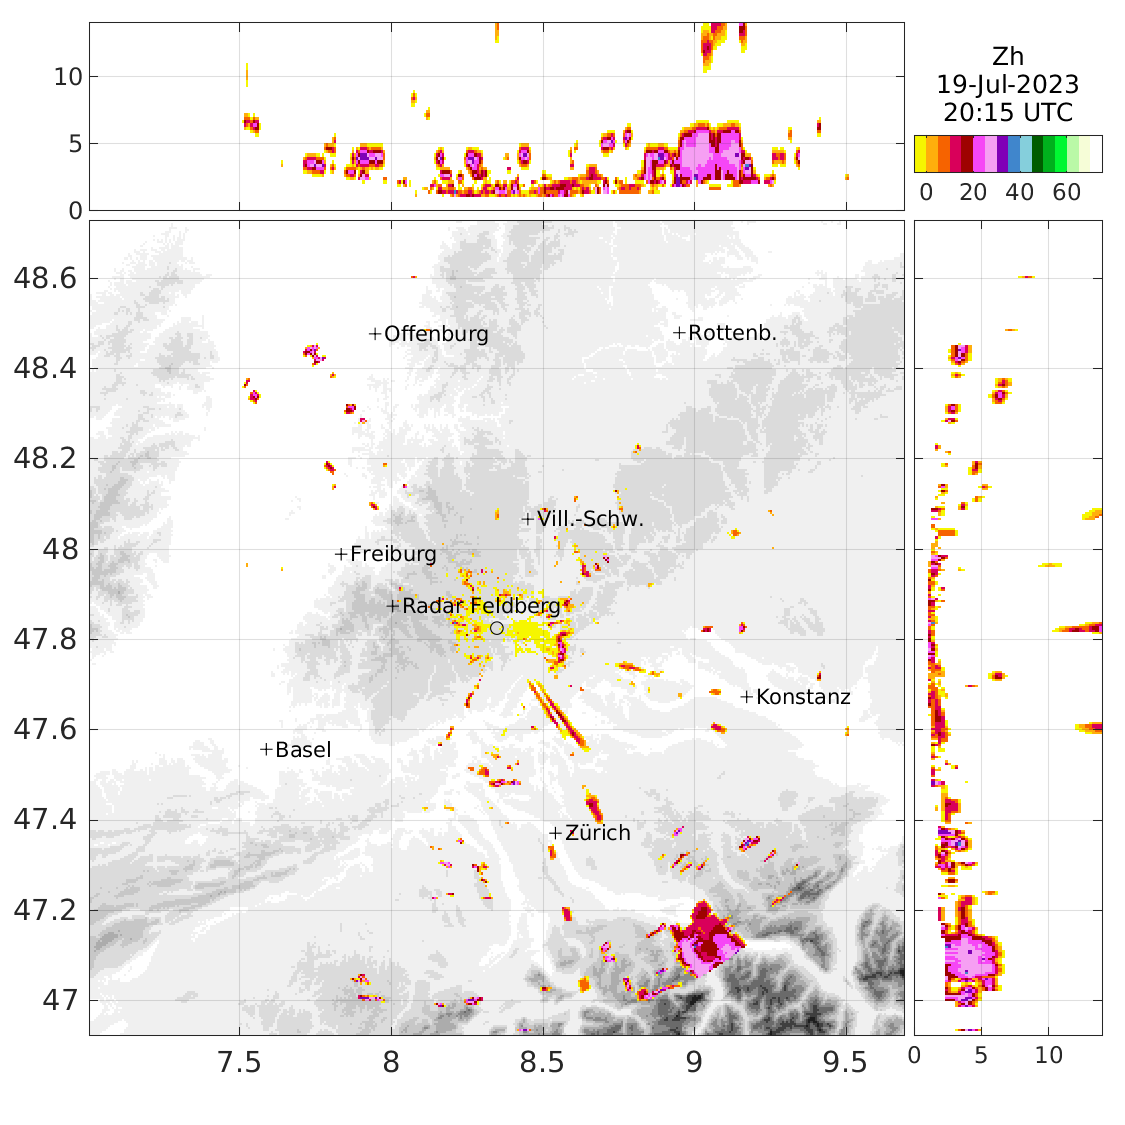 10
5
0
Zh
19-Jul-2023
20:15 UTC
0 20 40 60
48.6
48.4
48.2
48
47.8
47.6
47.4
47.2
47
+Offenburg
+Rottenb.
+Vill.-Schw.
+Freiburg
+Radar Feldberg
+Konstanz
+Basel
+Zürich
7.5 8 8.5 9 9.5
0 5 10